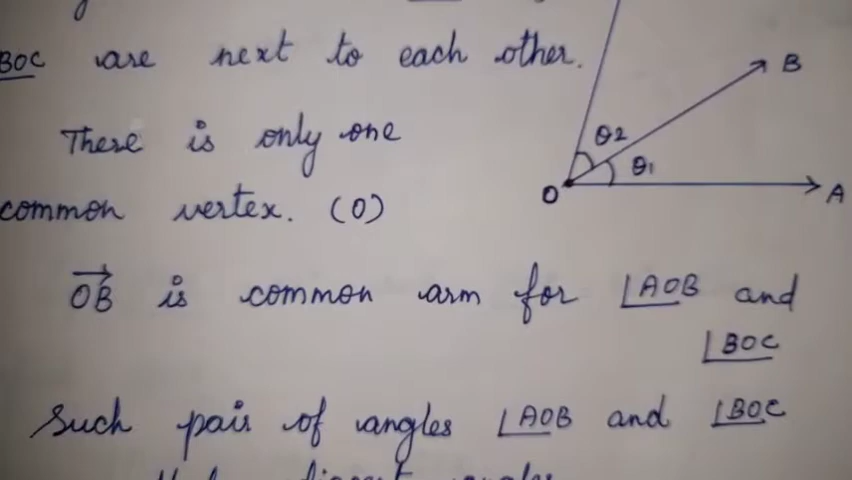 BOC are next to each other.
There is only one
common vertex. (O)
OB is common arm for ∠AOB and
∠BOC
Such pair of angles ∠AOB and ∠BOC
B
θ2
θ1
O
A